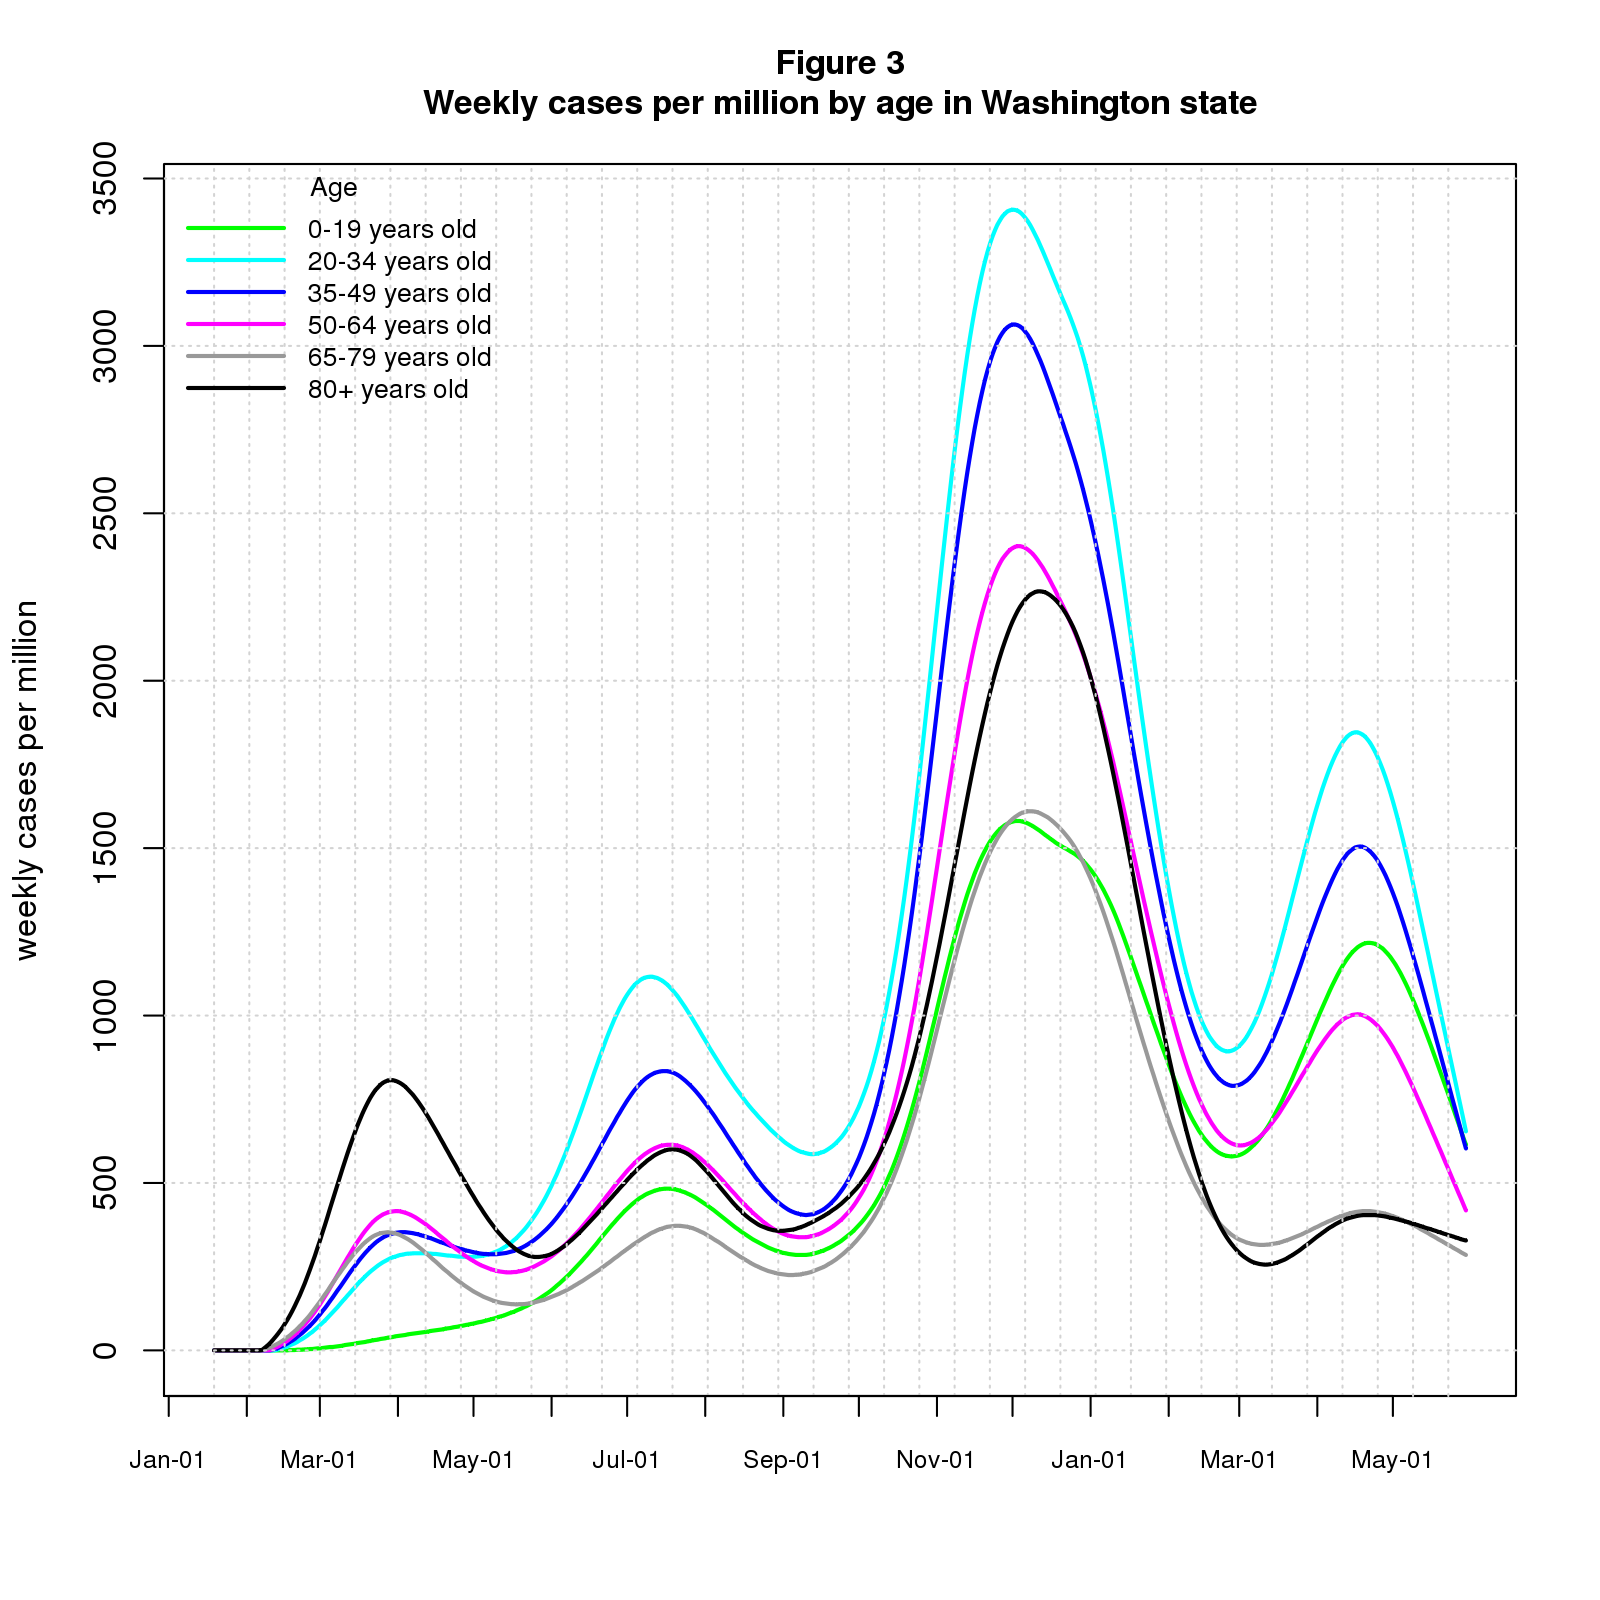 Figure 3
Weekly cases per million by age in Washington state
weekly cases per million
3500
3000
2500
2000
1500
1000
500
0
Age
0-19 years old
20-34 years old
35-49 years old
50-64 years old
65-79 years old
80+ years old
Jan-01 Mar-01 May-01 Jul-01 Sep-01 Nov-01 Jan-01 Mar-01 May-01